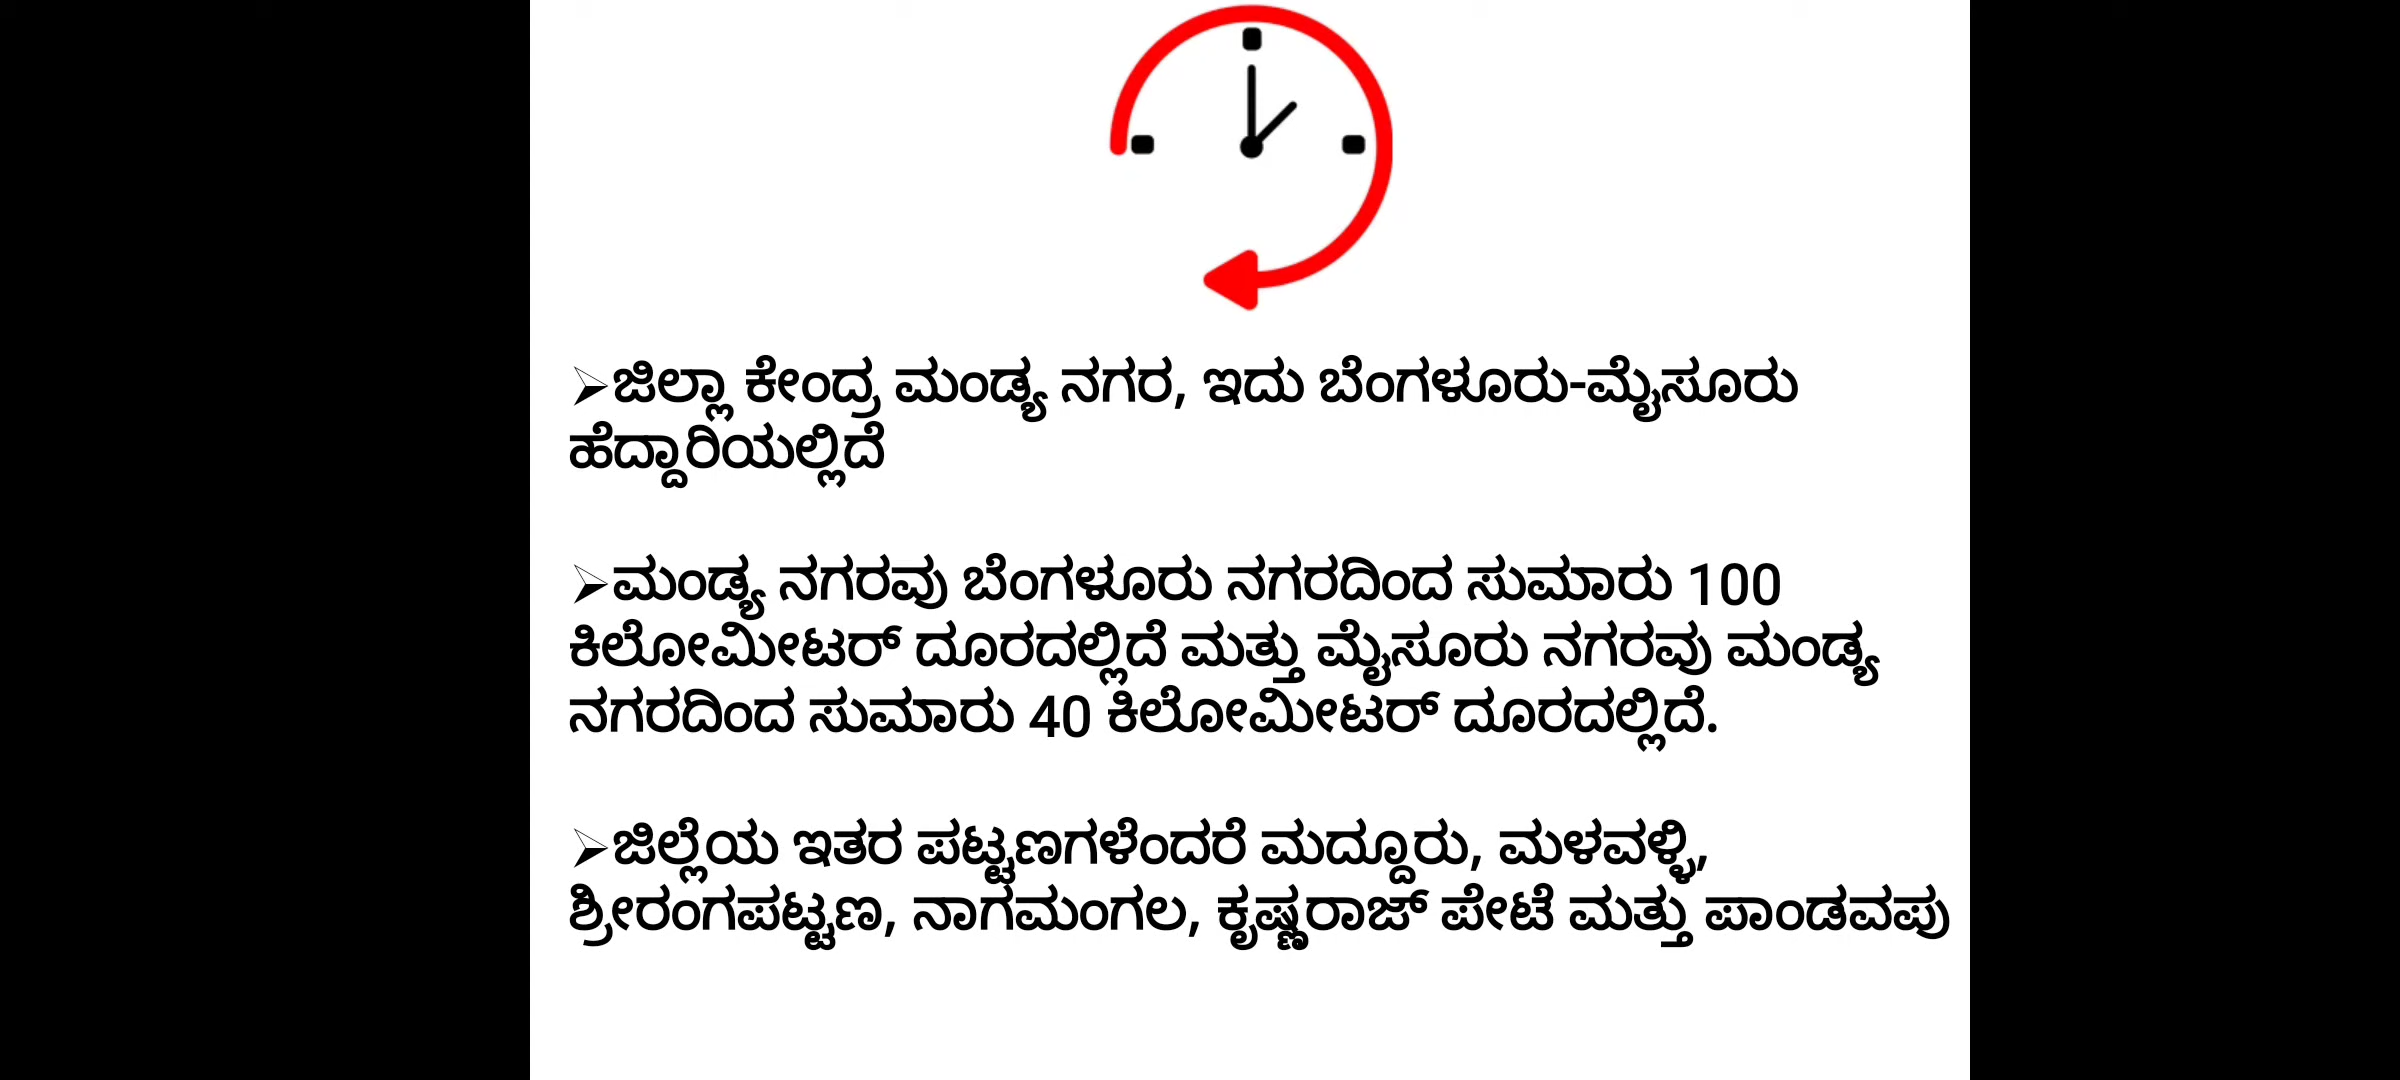 ➢ಜಿಲ್ಲಾ ಕೇಂದ್ರ ಮಂಡ್ಯ ನಗರ, ಇದು ಬೆಂಗಳೂರು-ಮೈಸೂರು
ಹೆದ್ದಾರಿಯಲ್ಲಿದೆ
➢ಮಂಡ್ಯ ನಗರವು ಬೆಂಗಳೂರು ನಗರದಿಂದ ಸುಮಾರು 100
ಕಿಲೋಮೀಟರ್ ದೂರದಲ್ಲಿದೆ ಮತ್ತು ಮೈಸೂರು ನಗರವು ಮಂಡ್ಯ
ನಗರದಿಂದ ಸುಮಾರು 40 ಕಿಲೋಮೀಟರ್ ದೂರದಲ್ಲಿದೆ.
➢ಜಿಲ್ಲೆಯ ಇತರ ಪಟ್ಟಣಗಳೆಂದರೆ ಮದ್ದೂರು, ಮಳವಳ್ಳಿ,
ಶ್ರೀರಂಗಪಟ್ಟಣ, ನಾಗಮಂಗಲ, ಕೃಷ್ಣರಾಜ್ ಪೇಟೆ ಮತ್ತು ಪಾಂಡವಪು